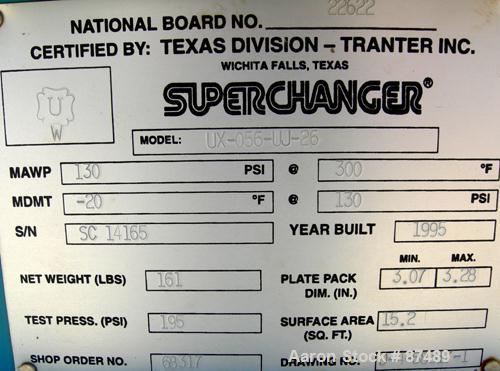 NATIONAL BOARD NO. 22622
CERTIFIED BY: TEXAS DIVISION - TRANTER INC.
WICHITA FALLS, TEXAS
U
W
SUPERCHANGER®
MODEL: UX-056-UJ-26
MAWP 130 PSI @ 300 °F
MDMT -20 °F @ 130 PSI
S/N SC 14165 YEAR BUILT 1995
MIN. MAX.
NET WEIGHT (LBS) 161 PLATE PACK DIM. (IN.) 3.07 3.28
TEST PRESS. (PSI) 195 SURFACE AREA (SQ. FT.) 15.2
SHOP ORDER NO. 68317 DRAWING NO. -1
Aaron Stock # 87489